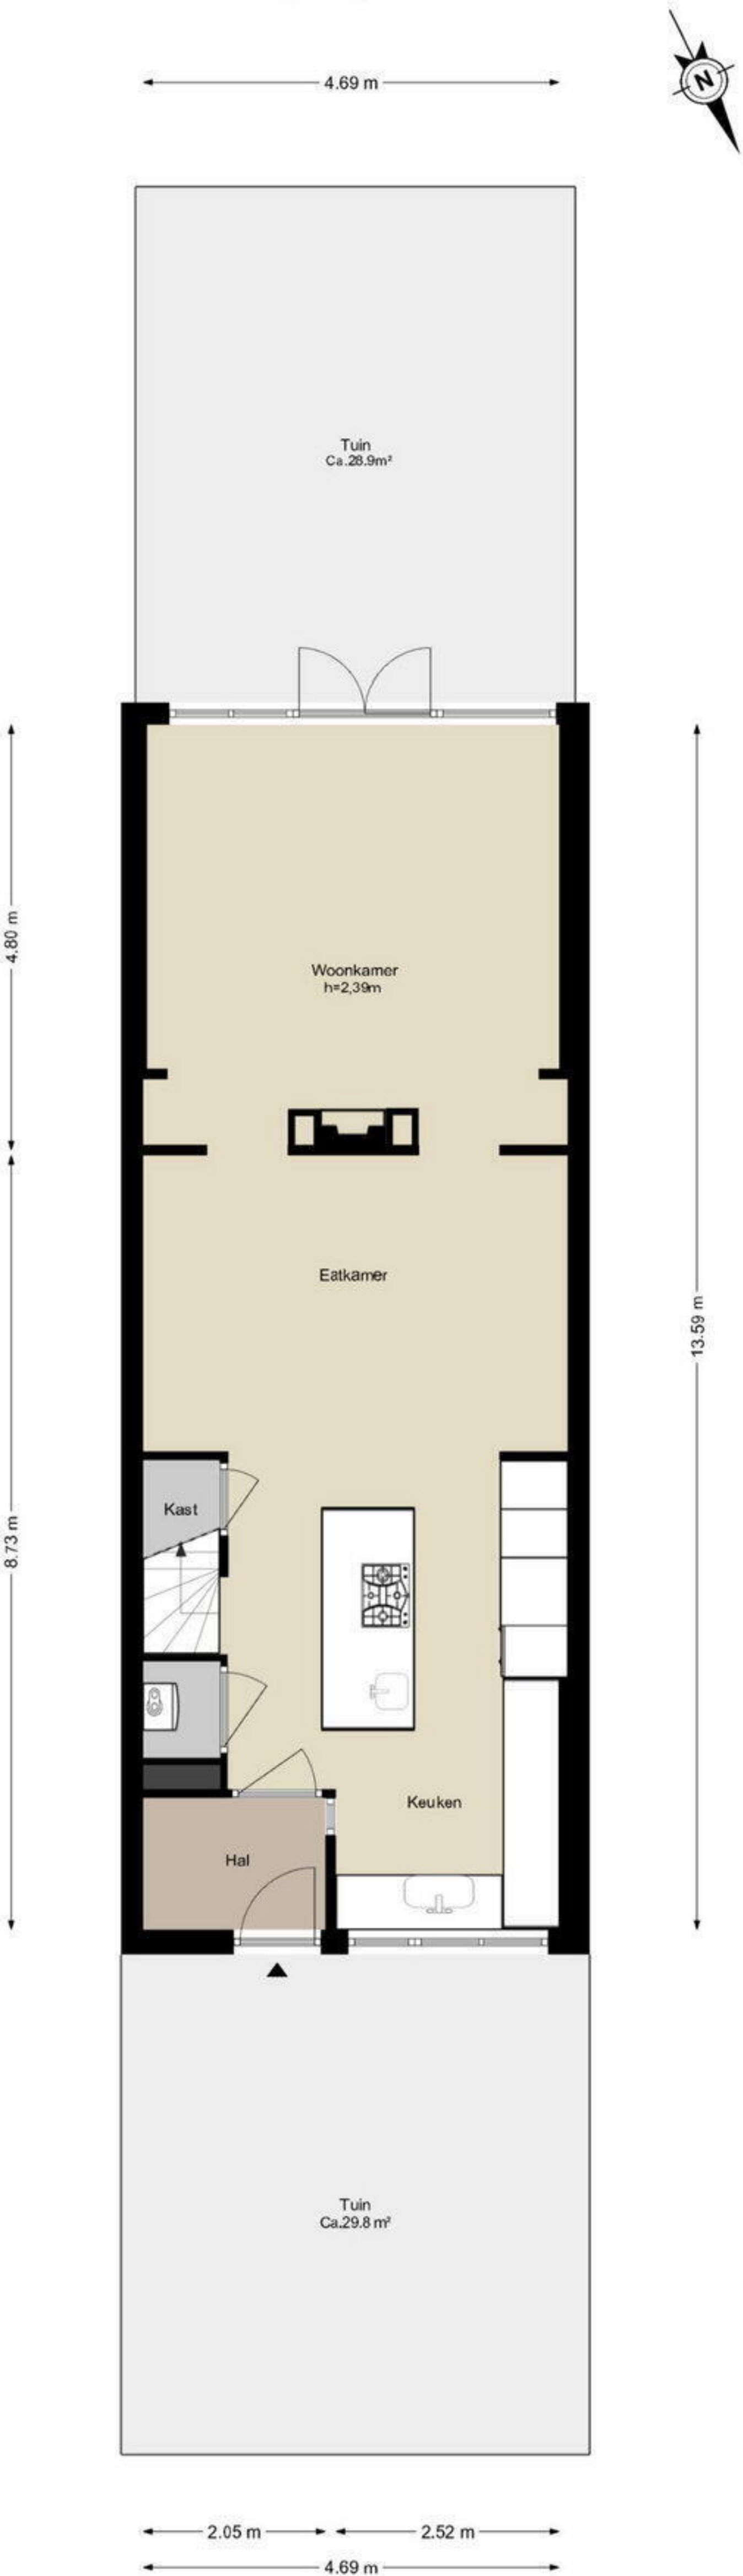 4.69 m
N
Tuin
Ca.28.9m²
4.80 m
Woonkamer
h=2,39m
Eatkamer
13.59 m
Kast
8.73 m
Keuken
Hal
Tuin
Ca.29.8 m²
2.05 m
2.52 m
4.69 m